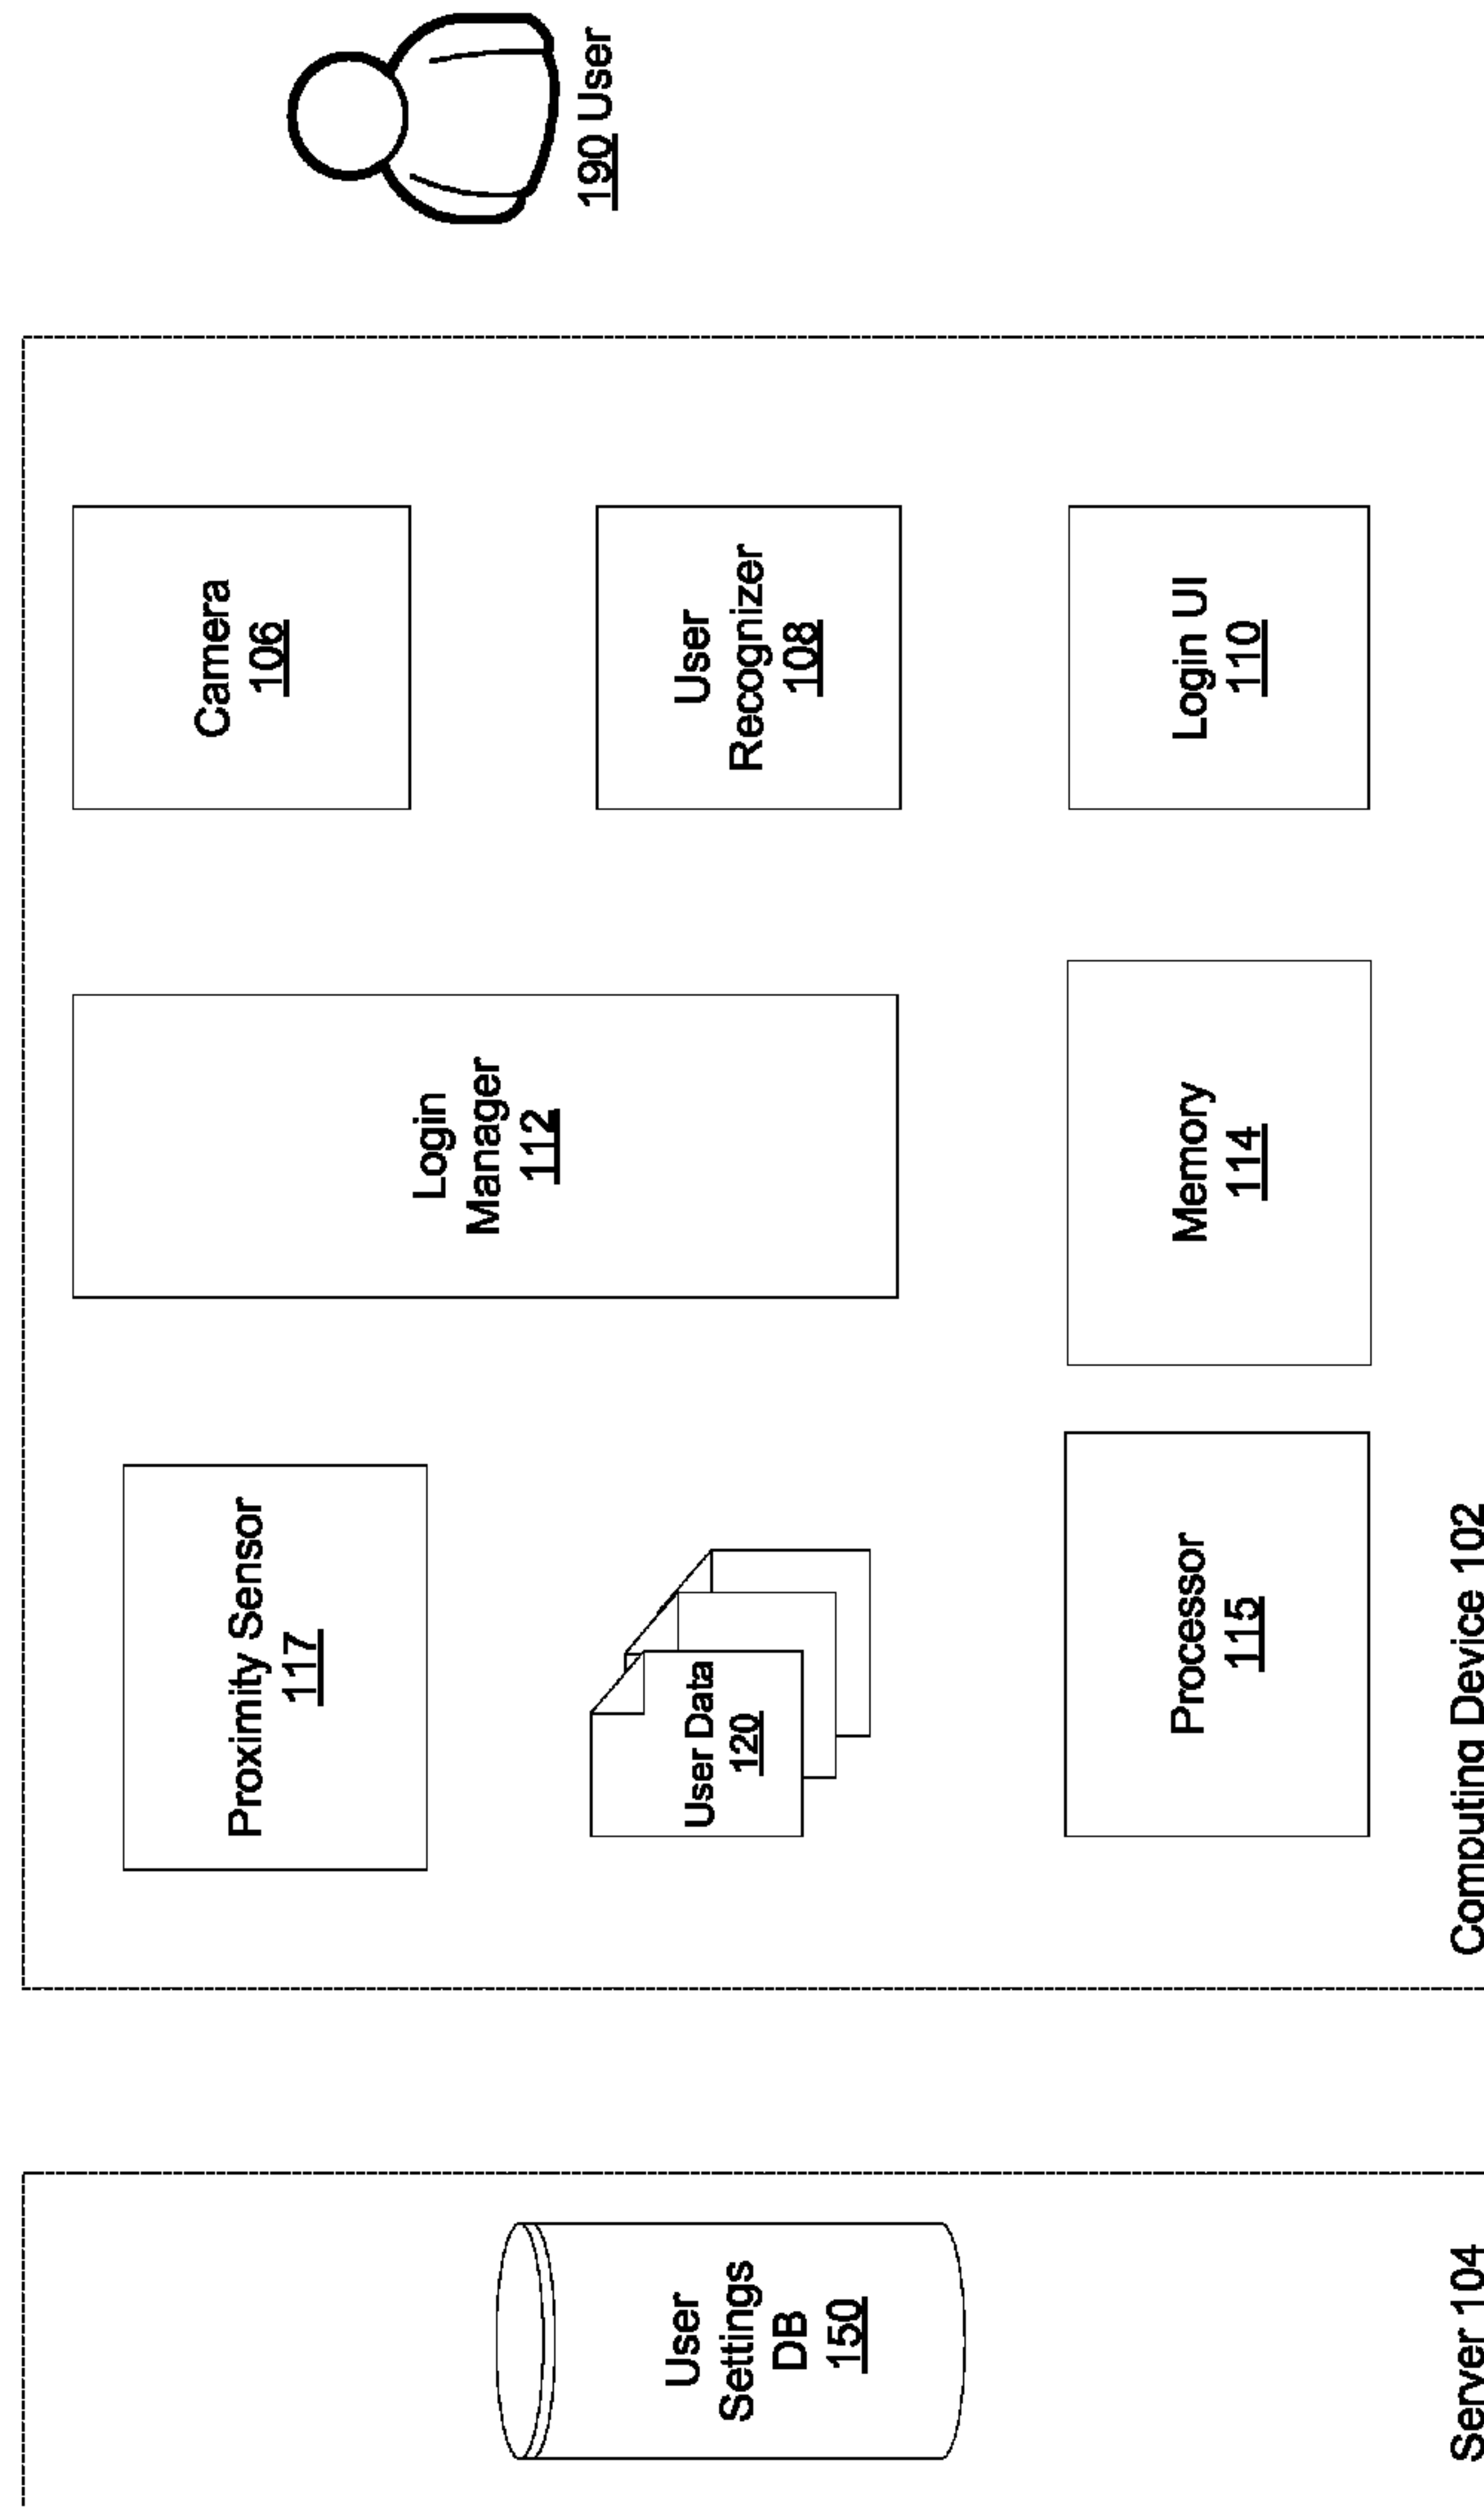 User
Settings
DB
150
Server 104
Proximity Sensor
117
User Data
120
Processor
115
Login
Manager
112
Memory
114
Camera
106
User
Recognizer
108
Login UI
110
Computing Device 102
190 User